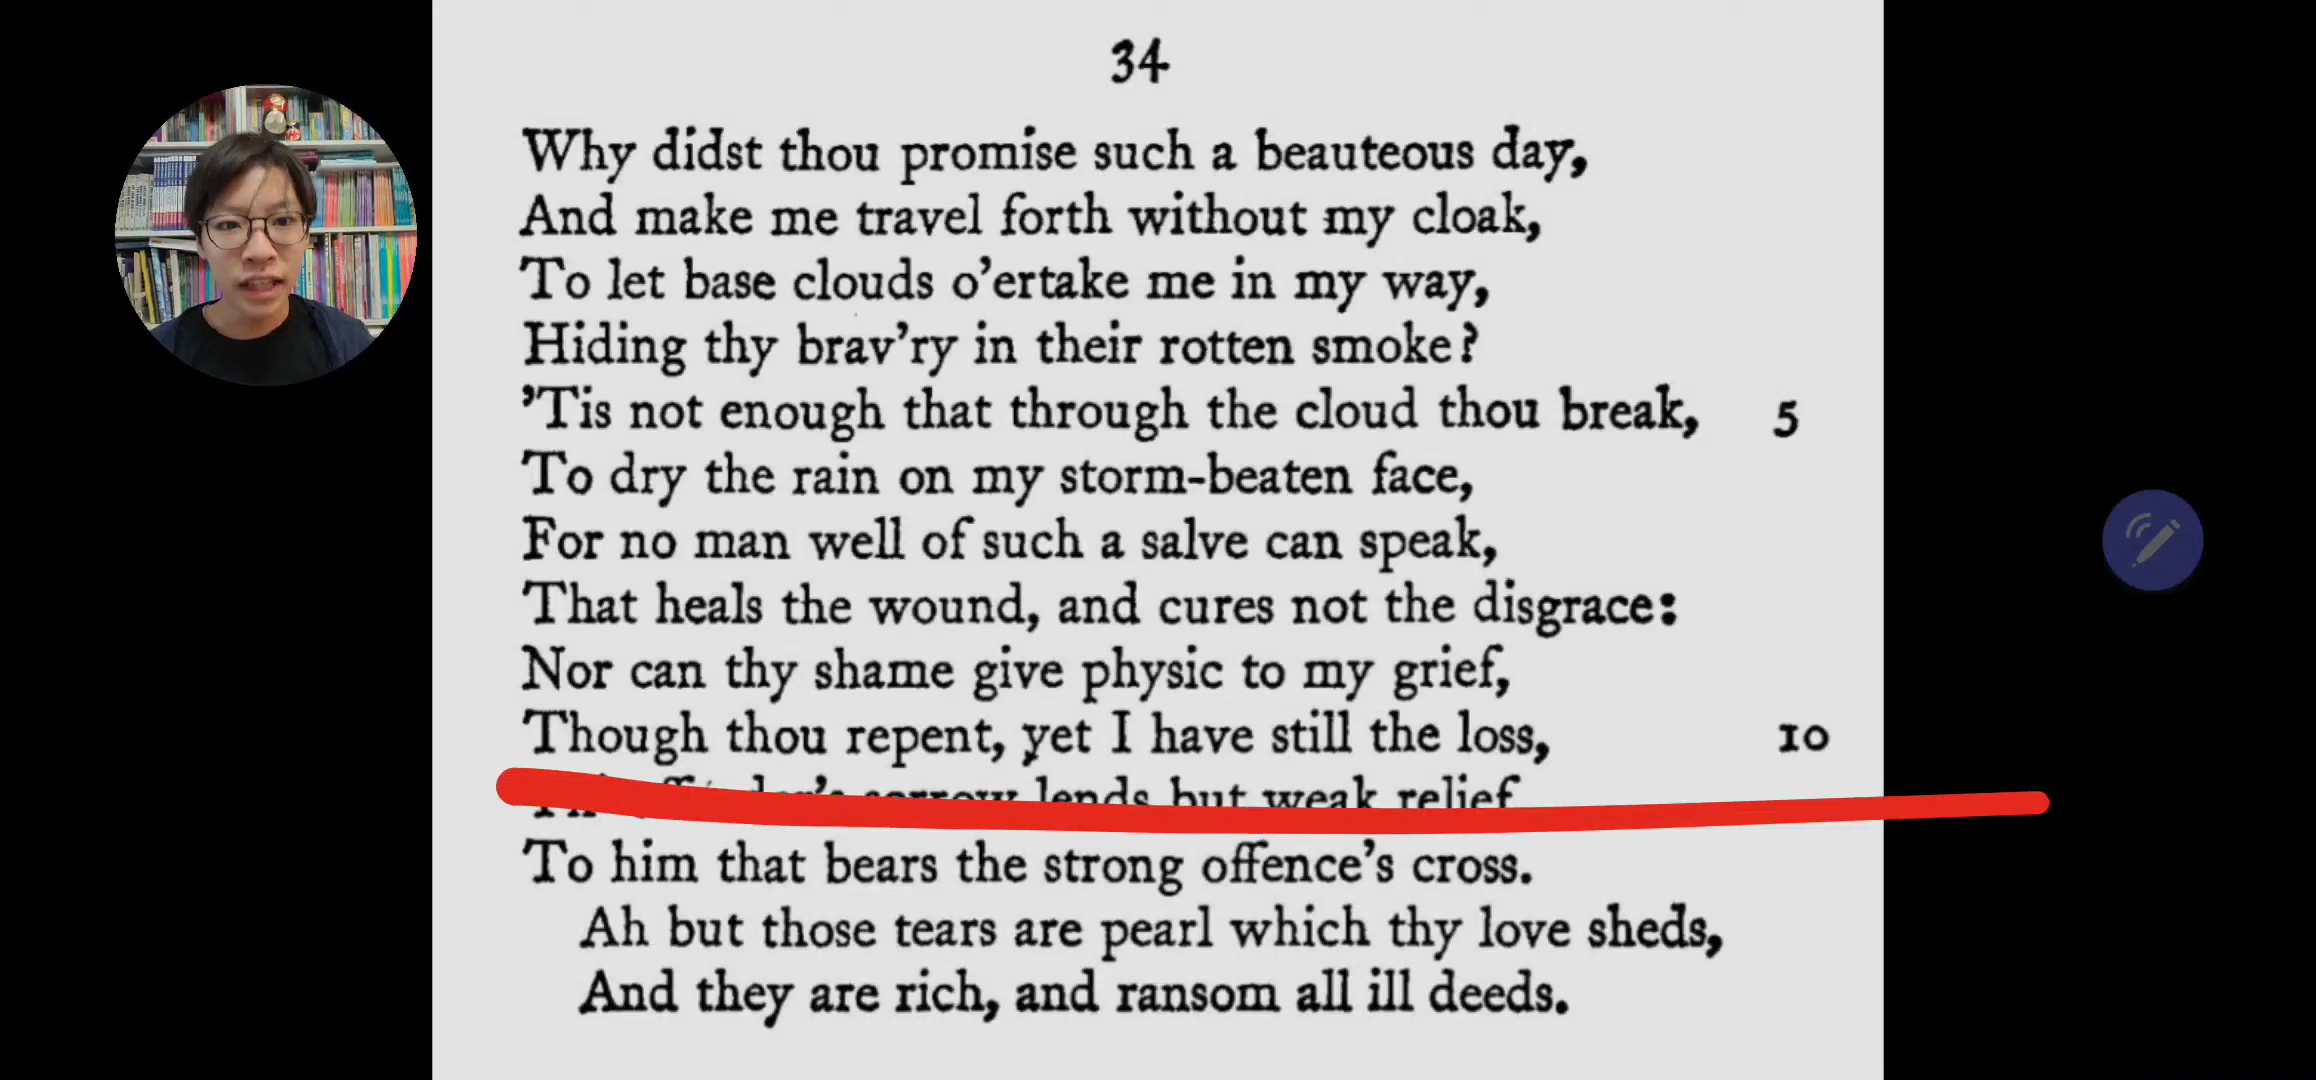 34
Why didst thou promise such a beauteous day,
And make me travel forth without my cloak,
To let base clouds o'ertake me in my way,
Hiding thy brav'ry in their rotten smoke?
'Tis not enough that through the cloud thou break, 5
To dry the rain on my storm-beaten face,
For no man well of such a salve can speak,
That heals the wound, and cures not the disgrace:
Nor can thy shame give physic to my grief,
Though thou repent, yet I have still the loss, 10
sorrow lends but weak relief
To him that bears the strong offence's cross.
Ah but those tears are pearl which thy love sheds,
And they are rich, and ransom all ill deeds.